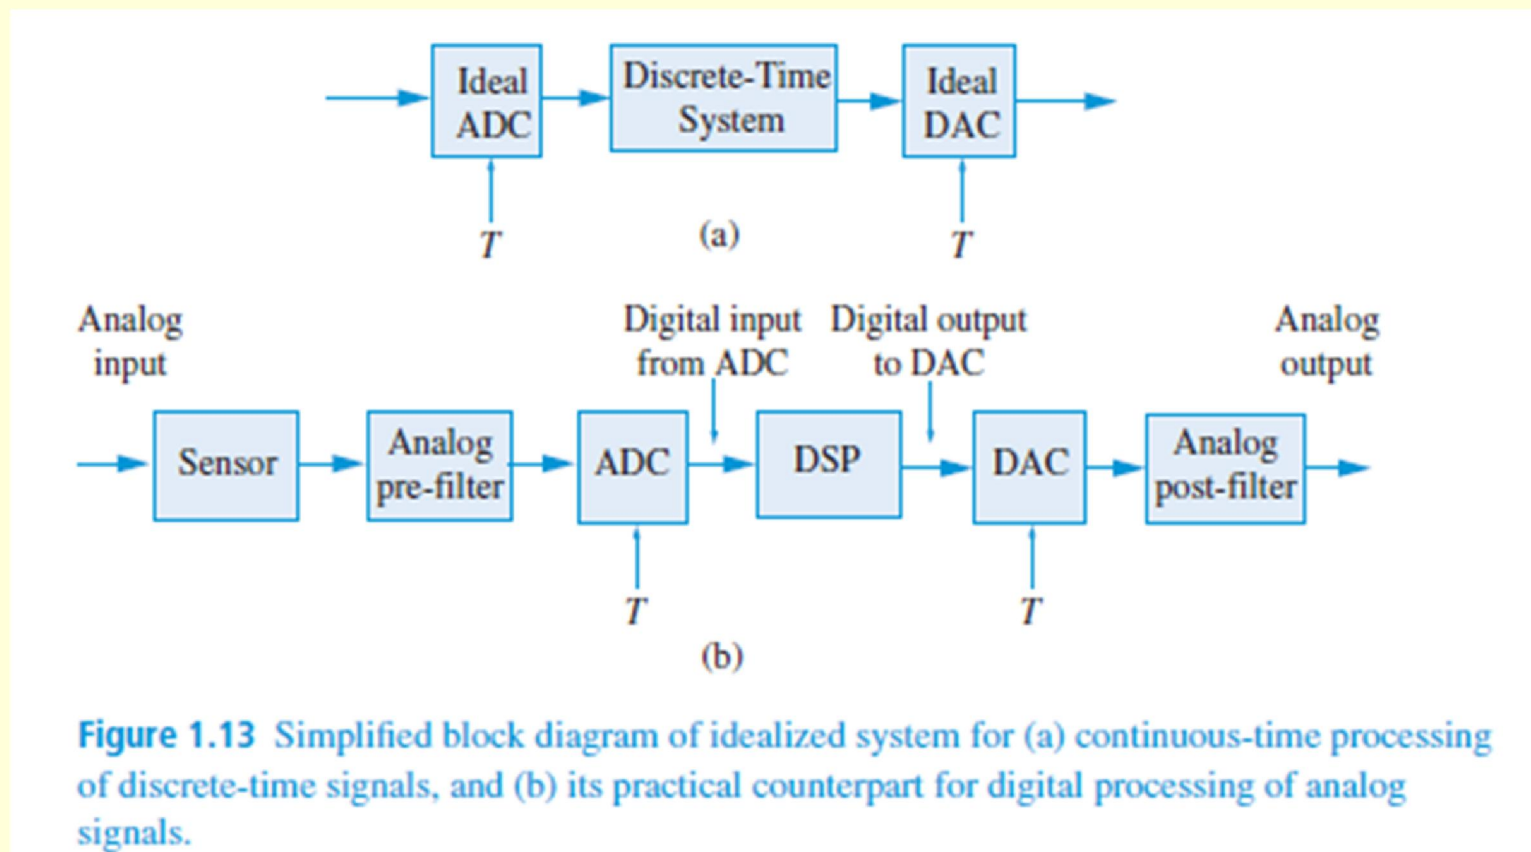 Ideal
ADC
Discrete-Time
System
Ideal
DAC
T
(a)
T
Analog
input
Digital input
from ADC
Digital output
to DAC
Analog
output
Sensor
Analog
pre-filter
ADC
DSP
DAC
Analog
post-filter
T
T
(b)
Figure 1.13 Simplified block diagram of idealized system for (a) continuous-time processing
of discrete-time signals, and (b) its practical counterpart for digital processing of analog
signals.